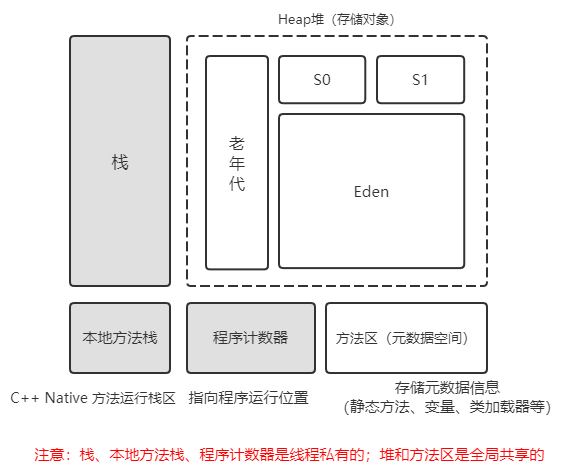 Heap堆（存储对象）
栈
老年代
S0
S1
Eden
本地方法栈
程序计数器
方法区（元数据空间）
C++ Native 方法运行栈区
指向程序运行位置
存储元数据信息
(静态方法、变量、类加载器等)
注意：栈、本地方法栈、程序计数器是线程私有的；堆和方法区是全局共享的